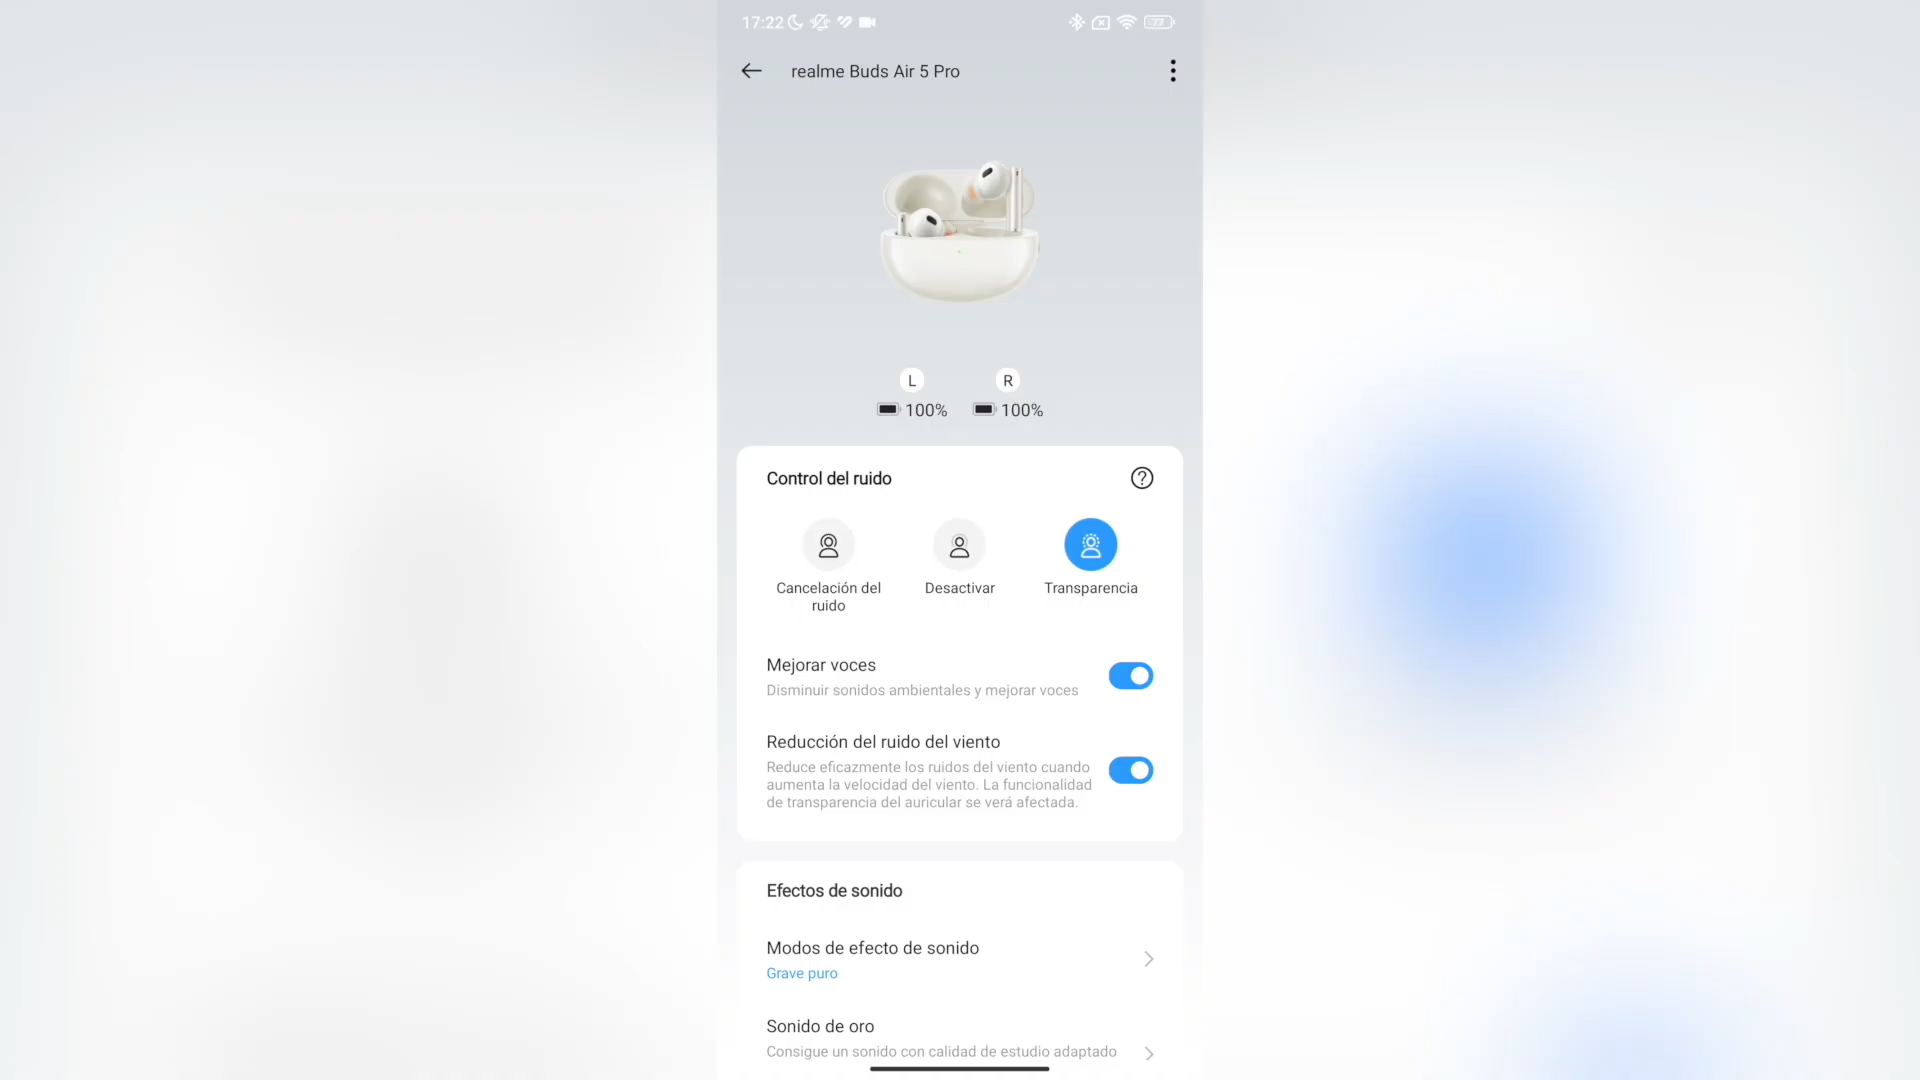 17:22
77
realme Buds Air 5 Pro
L R
100% 100%
Control del ruido
Cancelación del
ruido
Desactivar
Transparencia
Mejorar voces
Disminuir sonidos ambientales y mejorar voces
Reducción del ruido del viento
Reduce eficazmente los ruidos del viento cuando
aumenta la velocidad del viento. La funcionalidad
de transparencia del auricular se verá afectada.
Efectos de sonido
Modos de efecto de sonido
Grave puro
Sonido de oro
Consigue un sonido con calidad de estudio adaptado